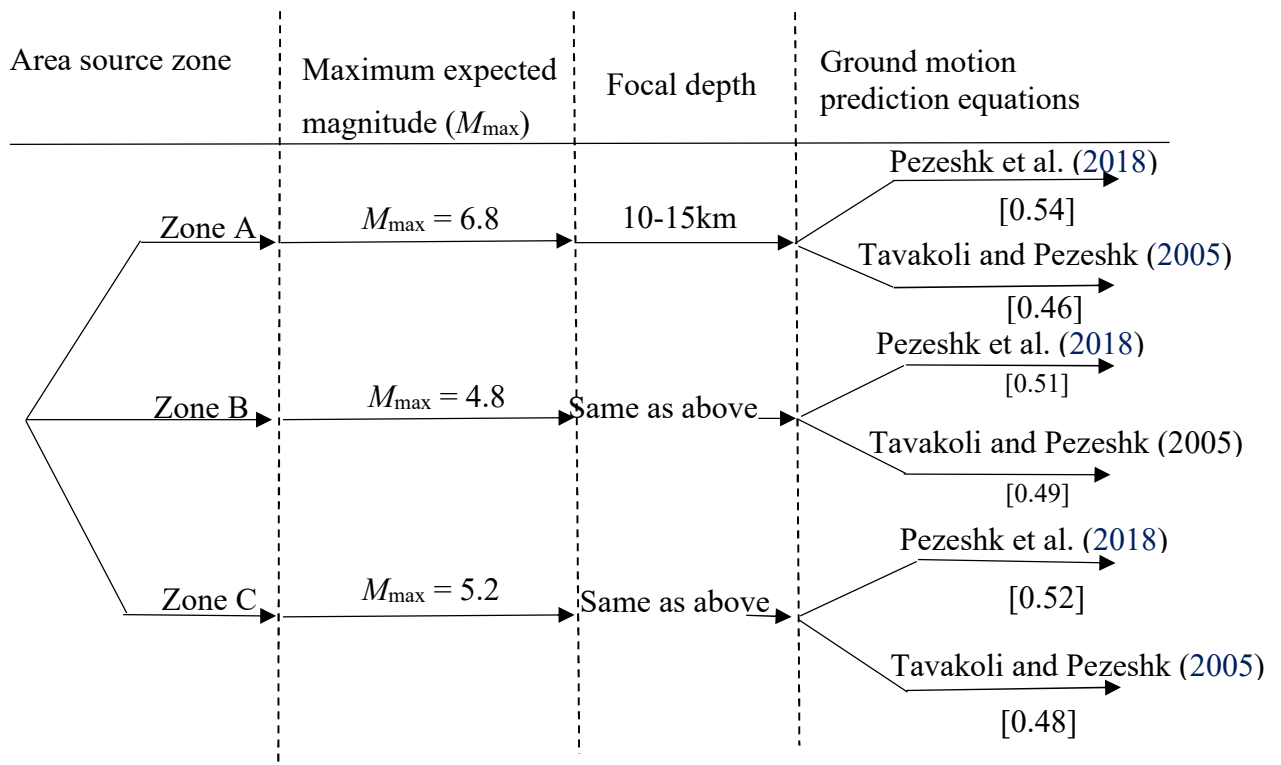 Area source zone
Maximum expected
magnitude (Mmax)
Focal depth
Ground motion
prediction equations
Zone A
Mmax = 6.8
10-15km
Pezeshk et al. (2018)
[0.54]
Tavakoli and Pezeshk (2005)
[0.46]
Zone B
Mmax = 4.8
Same as above
Pezeshk et al. (2018)
[0.51]
Tavakoli and Pezeshk (2005)
[0.49]
Zone C
Mmax = 5.2
Same as above
Pezeshk et al. (2018)
[0.52]
Tavakoli and Pezeshk (2005)
[0.48]